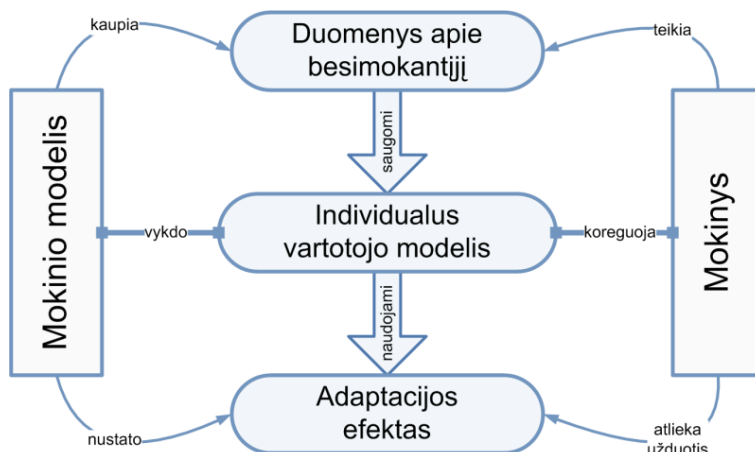 kaupia
Duomenys apie
besimokantįjį
teikia
saugomi
Mokinio modelis
vykdo
Individualus
vartotojo modelis
koreguoja
Mokinys
naudojami
nustato
Adaptacijos
efektas
atlieka
užduotis